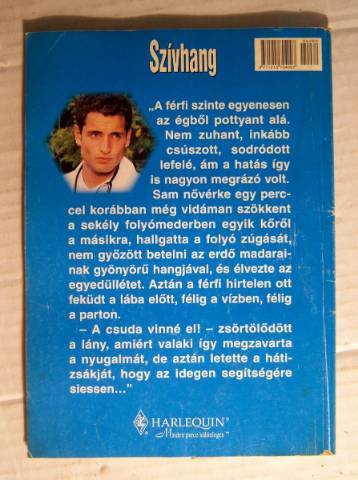 Szívhang
„A férfi szinte egyenesen
az égből pottyant alá.
Nem zuhant, inkább
csúszott, sodródott
lefelé, ám a hatás így
is nagyon megrázó volt.
Sam nővérke egy perc-
cel korábban még vidáman szökkent
a sekély folyómederben egyik kőről
a másikra, hallgatta a folyó zúgását,
nem győzött betelni az erdő madarai-
nak gyönyörű hangjával, és élvezte az
egyedüllétet. Aztán a férfi hirtelen ott
feküdt a lába előtt, félig a vízben, félig
a parton.
– A csuda vinné el! – zsörtölődött
a lány, amiért valaki így megzavarta
a nyugalmát, de aztán letette a háti-
zsákját, hogy az idegen segítségére
siessen...”
HARLEQUIN®
Minden perce különleges™